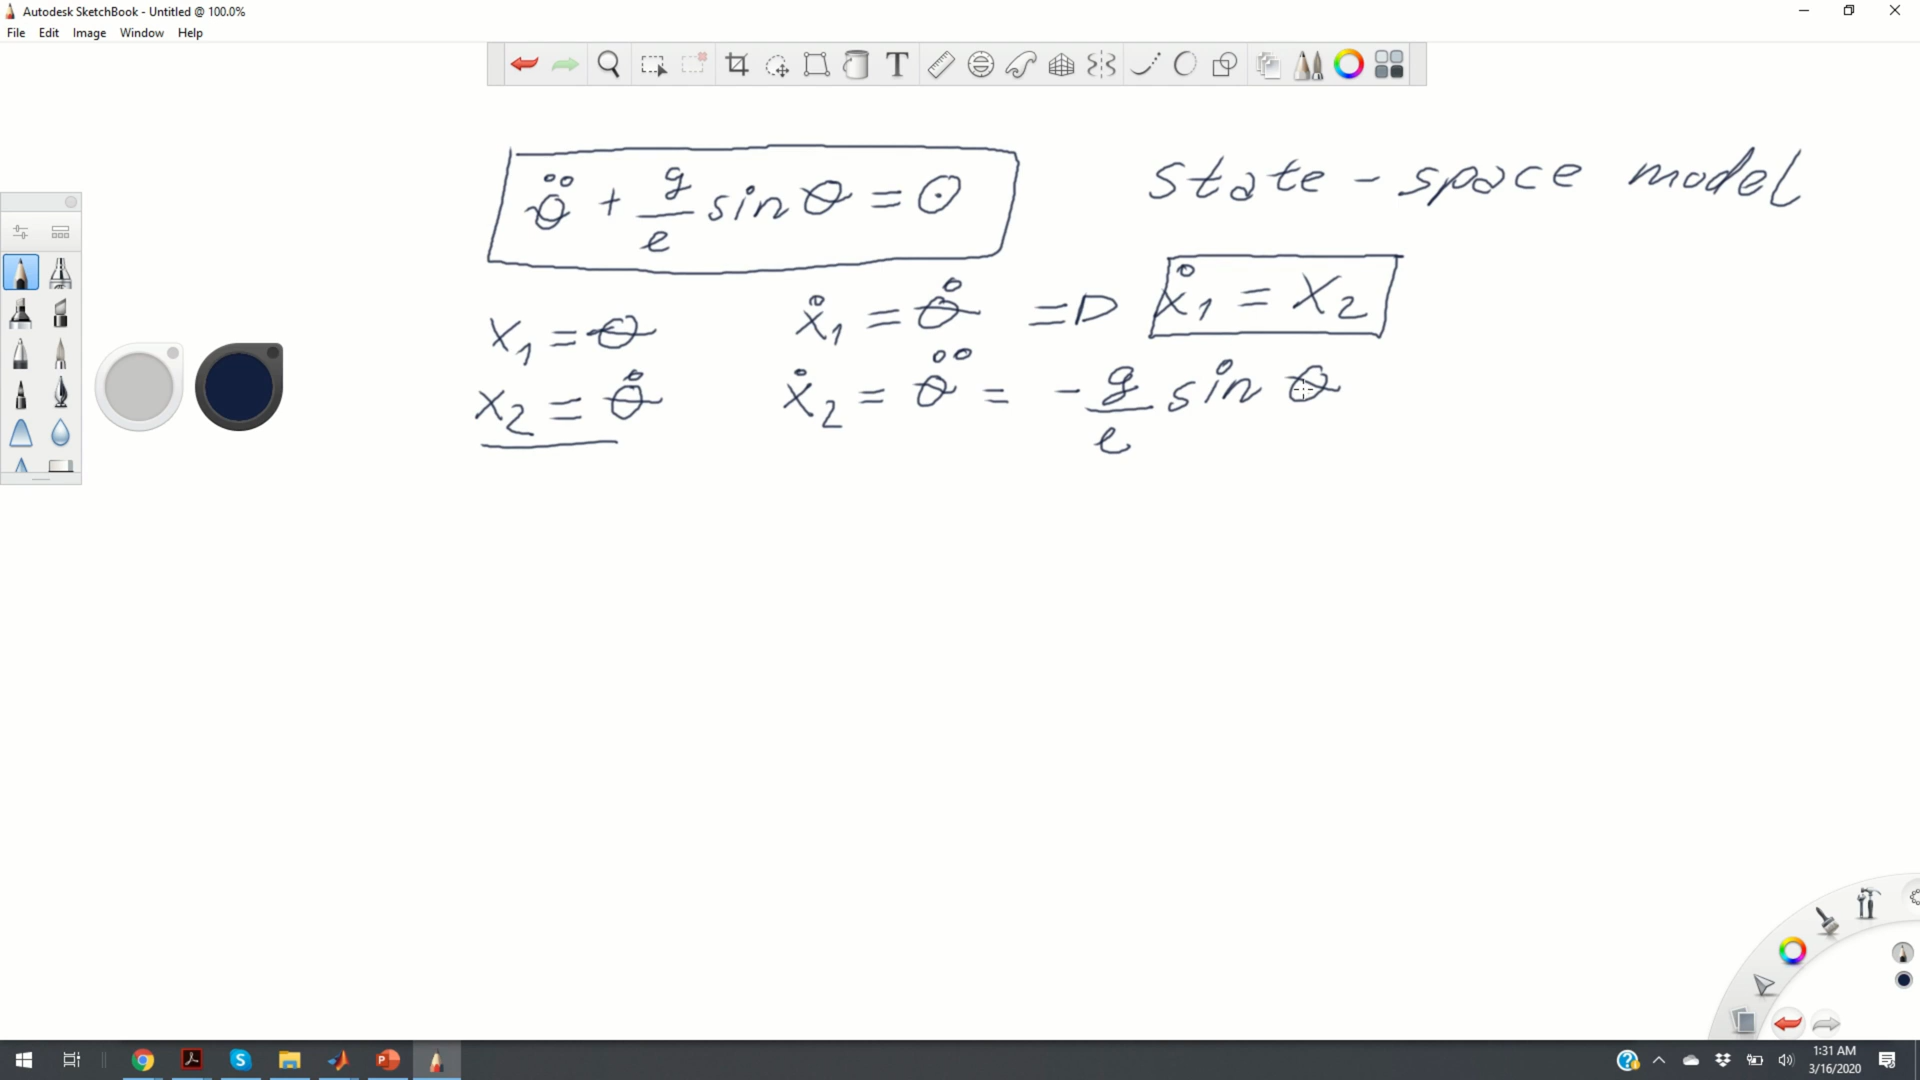 Autodesk SketchBook - Untitled @ 100.0%
File Edit Image Window Help
θ̈ + g/l sin θ = 0
state - space model
x₁ = θ
ẋ₁ = θ̇ ⇒ ẋ₁ = x₂
x₂ = θ̇
ẋ₂ = θ̈ = - g/l sin θ
1:31 AM
3/16/2020